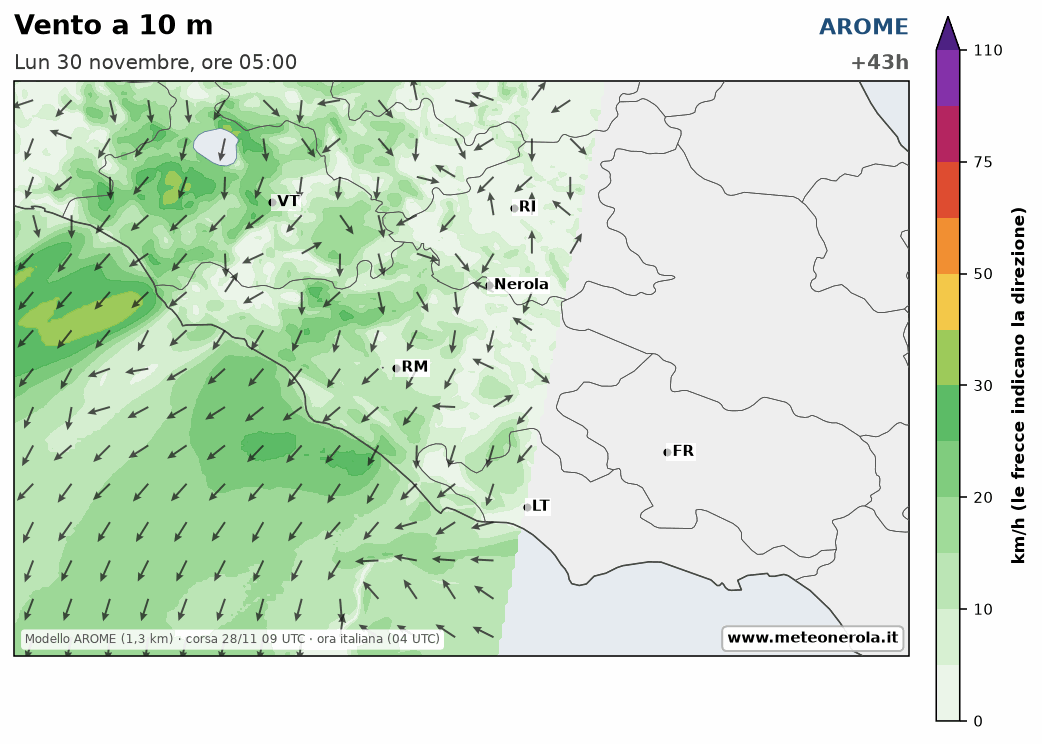 Vento a 10 m
AROME
Lun 30 novembre, ore 05:00
+43h
110
75
50
30
20
10
0
km/h (le frecce indicano la direzione)
VT
RI
Nerola
RM
FR
LT
Modello AROME (1,3 km) · corsa 28/11 09 UTC · ora italiana (04 UTC)
www.meteonerola.it